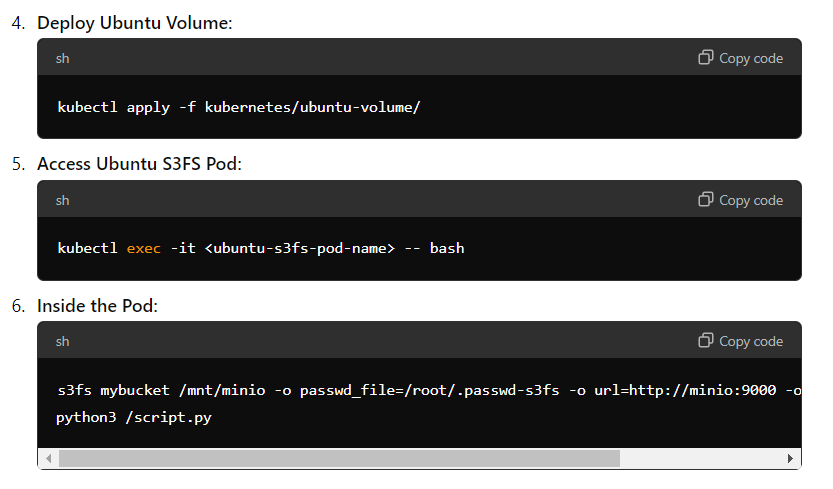 4. Deploy Ubuntu Volume:
sh Copy code
kubectl apply -f kubernetes/ubuntu-volume/
5. Access Ubuntu S3FS Pod:
sh Copy code
kubectl exec -it <ubuntu-s3fs-pod-name> -- bash
6. Inside the Pod:
sh Copy code
s3fs mybucket /mnt/minio -o passwd_file=/root/.passwd-s3fs -o url=http://minio:9000 -o
python3 /script.py